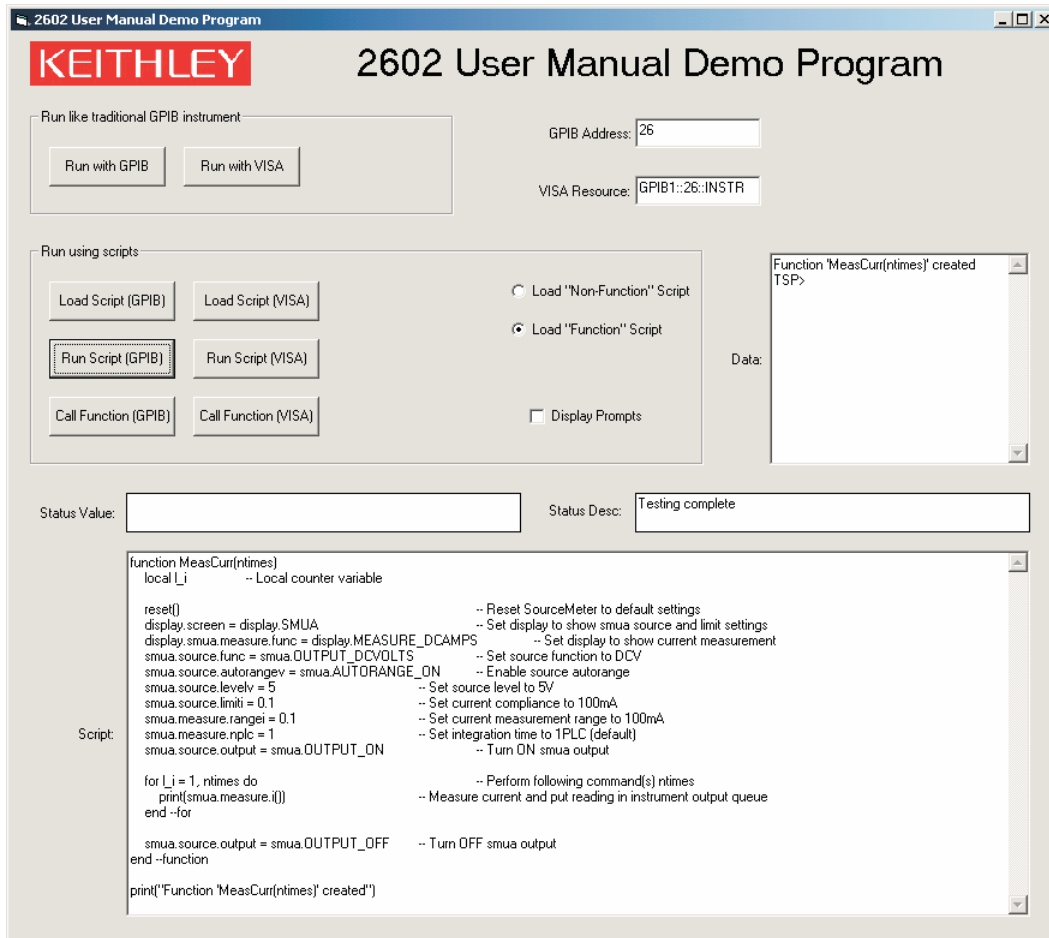 2602 User Manual Demo Program
KEITHLEY
2602 User Manual Demo Program
Run like traditional GPIB instrument
Run with GPIB
Run with VISA
GPIB Address:
26
VISA Resource:
GPIB1::26::INSTR
Run using scripts
Load Script (GPIB)
Load Script (VISA)
Load "Non-Function" Script
Load "Function" Script
Run Script (GPIB)
Run Script (VISA)
Call Function (GPIB)
Call Function (VISA)
Display Prompts
Data:
Function 'MeasCurr(ntimes)' created
TSP>
Status Value:
Status Desc:
Testing complete
Script:
function MeasCurr(ntimes)
local l_i -- Local counter variable
reset() -- Reset SourceMeter to default settings
display.screen = display.SMUA -- Set display to show smua source and limit settings
display.smua.measure.func = display.MEASURE_DCAMPS -- Set display to show current measurement
smua.source.func = smua.OUTPUT_DCVOLTS -- Set source function to DCV
smua.source.autorangev = smua.AUTORANGE_ON -- Enable source autorange
smua.source.levelv = 5 -- Set source level to 5V
smua.source.limiti = 0.1 -- Set current compliance to 100mA
smua.measure.rangei = 0.1 -- Set current measurement range to 100mA
smua.measure.nplc = 1 -- Set integration time to 1PLC (default)
smua.source.output = smua.OUTPUT_ON -- Turn ON smua output
for l_i = 1, ntimes do -- Perform following command(s) ntimes
print(smua.measure.i()) -- Measure current and put reading in instrument output queue
end --for
smua.source.output = smua.OUTPUT_OFF -- Turn OFF smua output
end --function
print("Function 'MeasCurr(ntimes)' created")